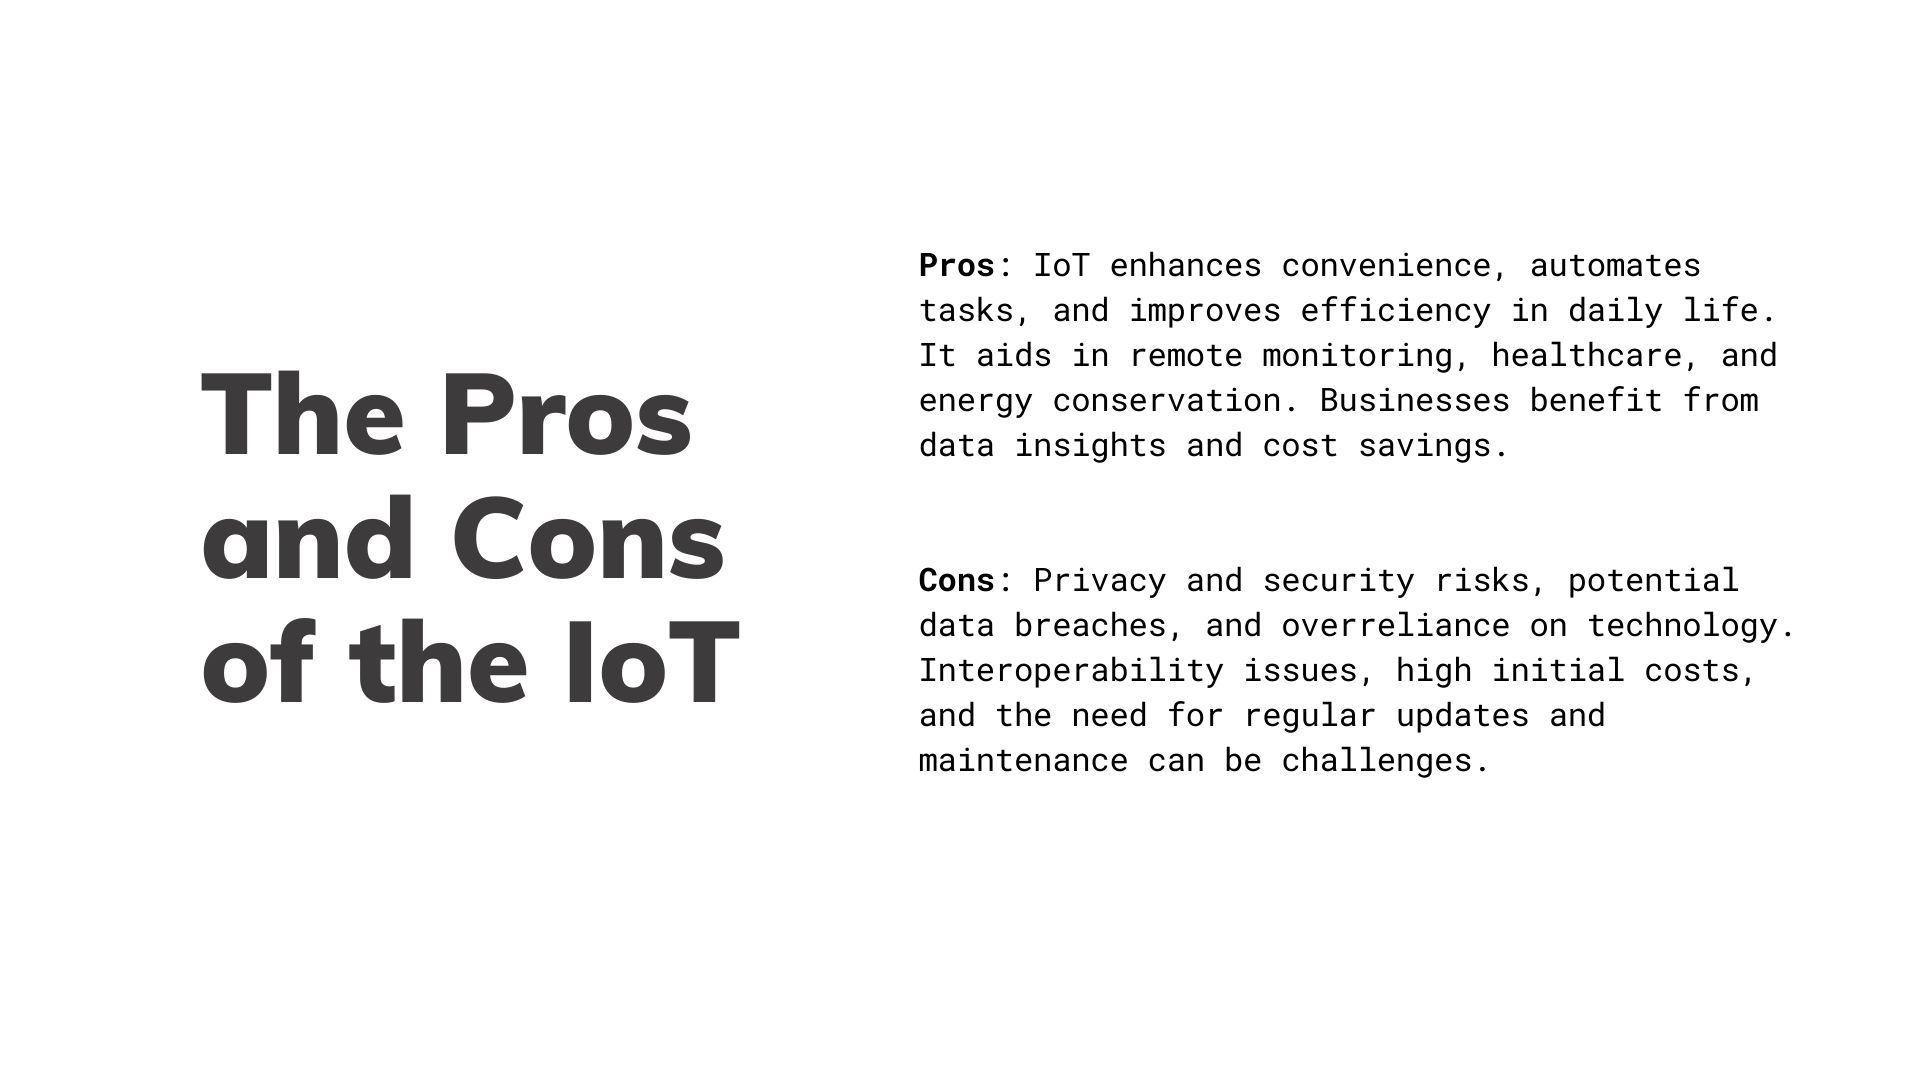 The Pros
and Cons
of the IoT
Pros: IoT enhances convenience, automates
tasks, and improves efficiency in daily life.
It aids in remote monitoring, healthcare, and
energy conservation. Businesses benefit from
data insights and cost savings.
Cons: Privacy and security risks, potential
data breaches, and overreliance on technology.
Interoperability issues, high initial costs,
and the need for regular updates and
maintenance can be challenges.